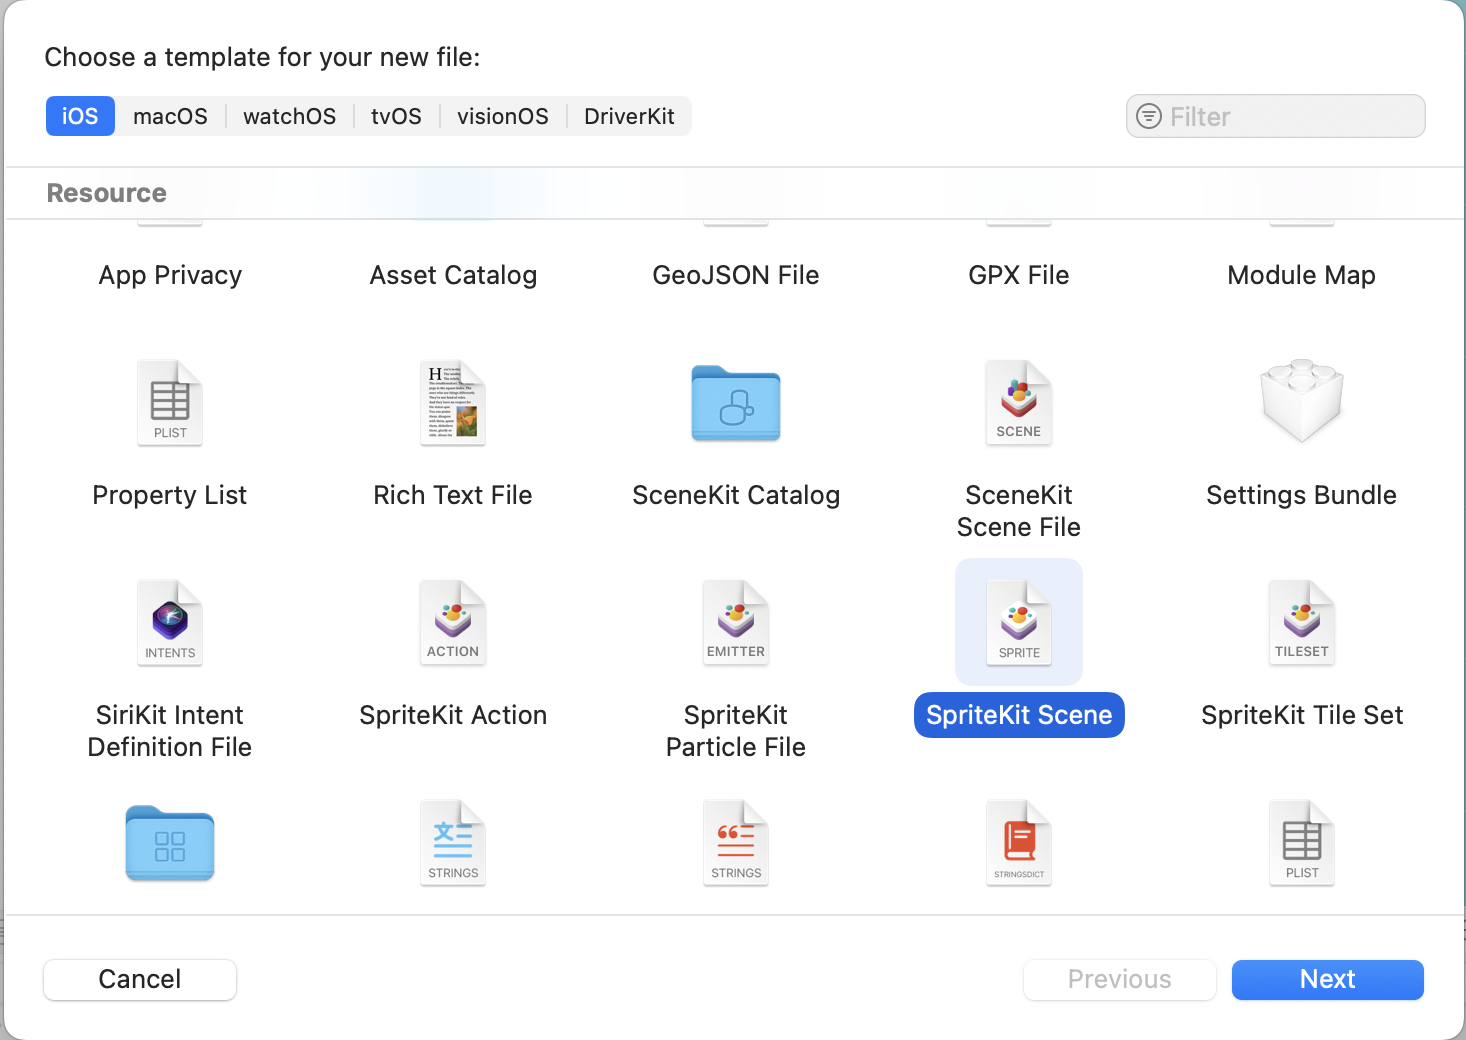 Choose a template for your new file:
iOS macOS watchOS tvOS visionOS DriverKit
Filter
Resource
App Privacy Asset Catalog GeoJSON File GPX File Module Map
PLIST
SCENE
Property List Rich Text File SceneKit Catalog SceneKit Scene File Settings Bundle
INTENTS ACTION EMITTER SPRITE TILESET
SiriKit Intent Definition File SpriteKit Action SpriteKit Particle File SpriteKit Scene SpriteKit Tile Set
文
STRINGS STRINGS STRINGSDICT PLIST
Cancel Previous Next